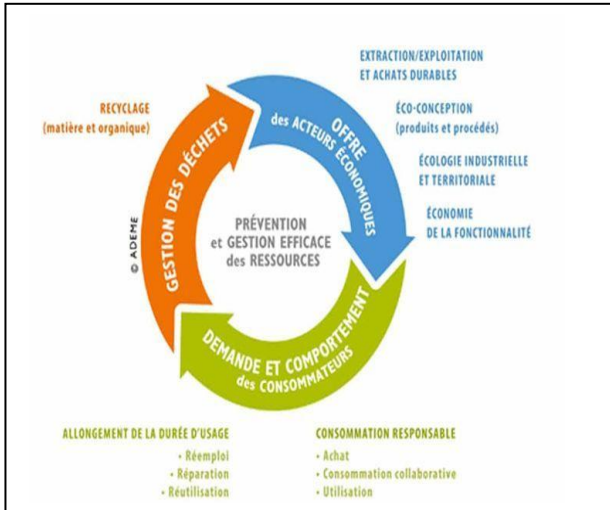 EXTRACTION/EXPLOITATION
ET ACHATS DURABLES
RECYCLAGE
(matière et organique)
ÉCO-CONCEPTION
(produits et procédés)
ÉCOLOGIE INDUSTRIELLE
ET TERRITORIALE
ÉCONOMIE
DE LA FONCTIONNALITÉ
OFFRE
des ACTEURS ÉCONOMIQUES
GESTION DES DÉCHETS
© ADEME
PRÉVENTION
et GESTION EFFICACE
des RESSOURCES
DEMANDE ET COMPORTEMENT
des CONSOMMATEURS
ALLONGEMENT DE LA DURÉE D'USAGE
• Réemploi
• Réparation
• Réutilisation
CONSOMMATION RESPONSABLE
• Achat
• Consommation collaborative
• Utilisation